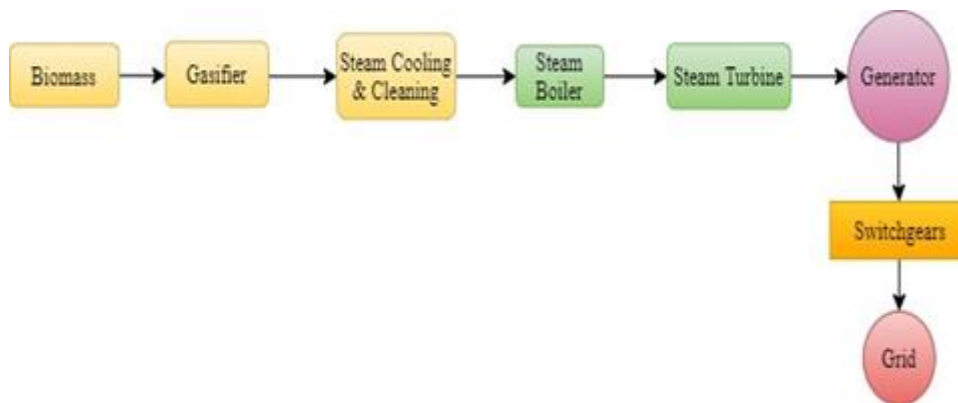 Biomass
Gasifier
Steam Cooling
& Cleaning
Steam
Boiler
Steam Turbine
Generator
Switchgears
Grid